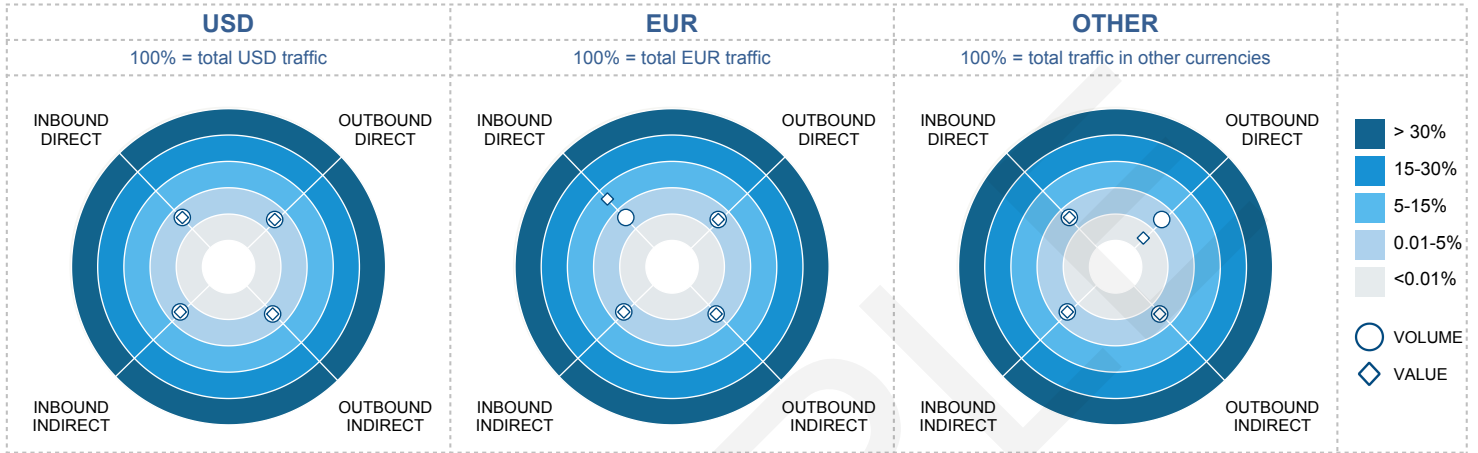 USD
100% = total USD traffic
INBOUND
DIRECT
OUTBOUND
DIRECT
INBOUND
INDIRECT
OUTBOUND
INDIRECT
EUR
100% = total EUR traffic
INBOUND
DIRECT
OUTBOUND
DIRECT
INBOUND
INDIRECT
OUTBOUND
INDIRECT
OTHER
100% = total traffic in other currencies
INBOUND
DIRECT
OUTBOUND
DIRECT
INBOUND
INDIRECT
OUTBOUND
INDIRECT
> 30%
15-30%
5-15%
0.01-5%
<0.01%
VOLUME
VALUE